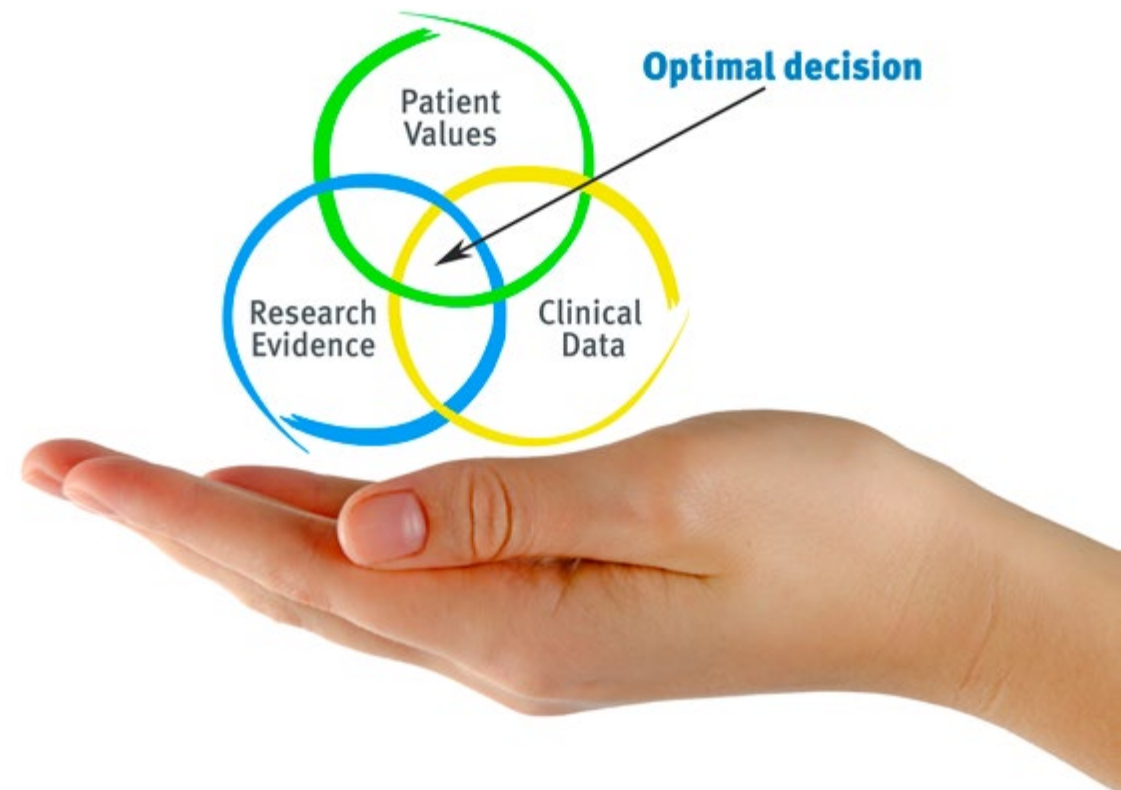 Optimal decision
Patient
Values
Research
Evidence
Clinical
Data